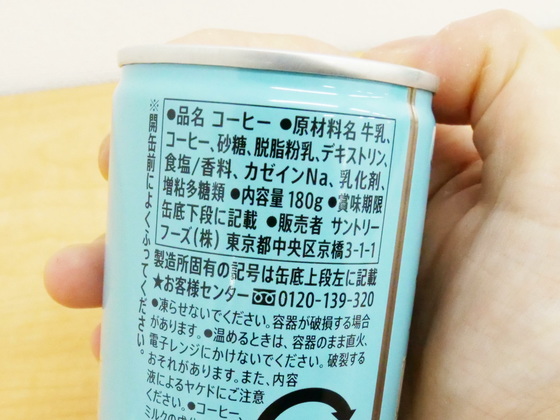 ※開缶前によくふってください。
●品名 コーヒー ●原材料名 牛乳、
コーヒー、砂糖、脱脂粉乳、デキストリン、
食塩/香料、カゼインNa、乳化剤、
増粘多糖類 ●内容量 180g ●賞味期限
缶底下段に記載 ●販売者 サントリー
フーズ(株) 東京都中央区京橋3-1-1
製造所固有の記号は缶底上段左に記載
★お客様センター 0120-139-320
●凍らせないでください。容器が破損する場合
があります。●温めるときは、容器のまま直火、
電子レンジにかけないでください。破裂する
おそれがあります。また、内容
液によるヤケドにご注意
ください。●コーヒー、
ミルクの成分